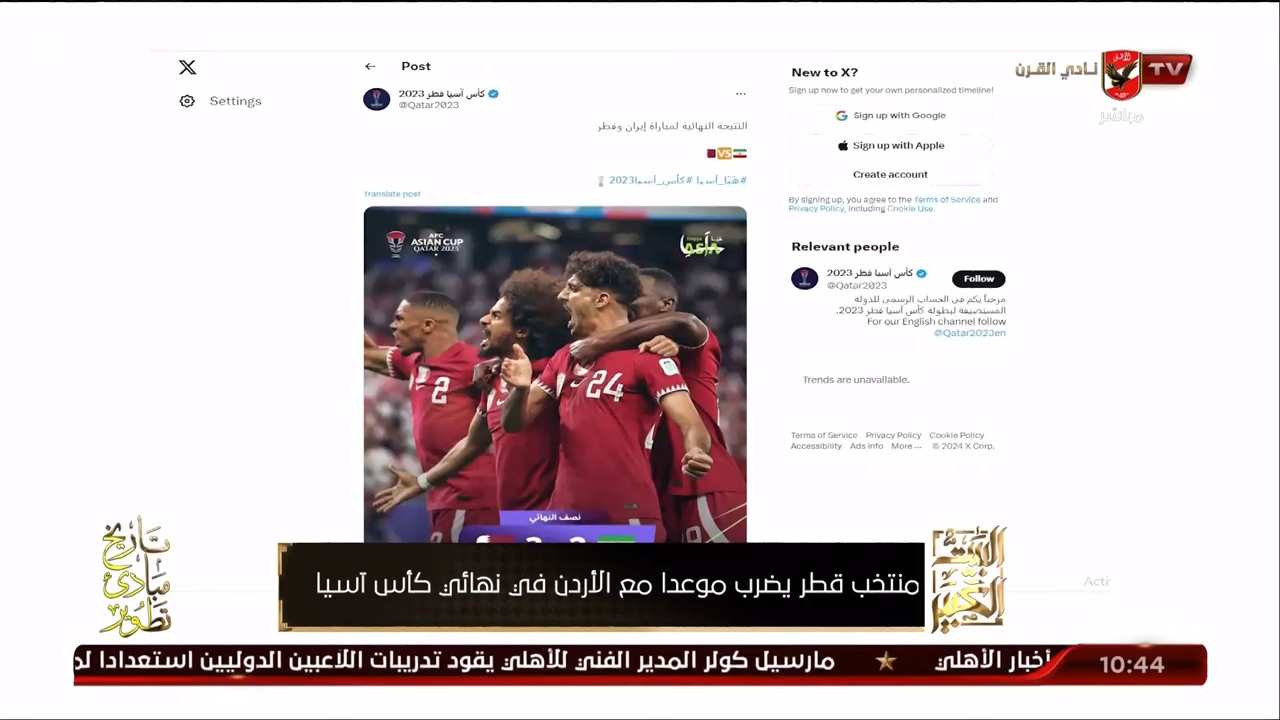 Post
كأس آسيا قطر 2023
@Qatar2023
النتيجة النهائية لمباراة إيران وقطر
VS
#هَيّا_آسيا #كأس_آسيا2023
Translate post
AFC
ASIAN CUP
QATAR 2023
2
24
نصف النهائي
Settings
New to X?
Sign up now to get your own personalized timeline!
Sign up with Google
Sign up with Apple
Create account
By signing up, you agree to the Terms of Service and
Privacy Policy, including Cookie Use.
Relevant people
كأس آسيا قطر 2023
@Qatar2023
Follow
مرحباً بكم في الحساب الرسمي للدولة
المستضيفة لبطولة كأس آسيا قطر 2023.
For our English channel follow
@Qatar2023en
Trends are unavailable.
Terms of Service Privacy Policy Cookie Policy
Accessibility Ads info More ··· © 2024 X Corp.
نادي القرن
TV
مباشر
تاريخ
مبادئ
تطوير
البيت
الكبير
منتخب قطر يضرب موعدا مع الأردن في نهائي كأس آسيا
أخبار الأهلي ★ مارسيل كولر المدير الفني للأهلي يقود تدريبات اللاعبين الدوليين استعدادا
10:44